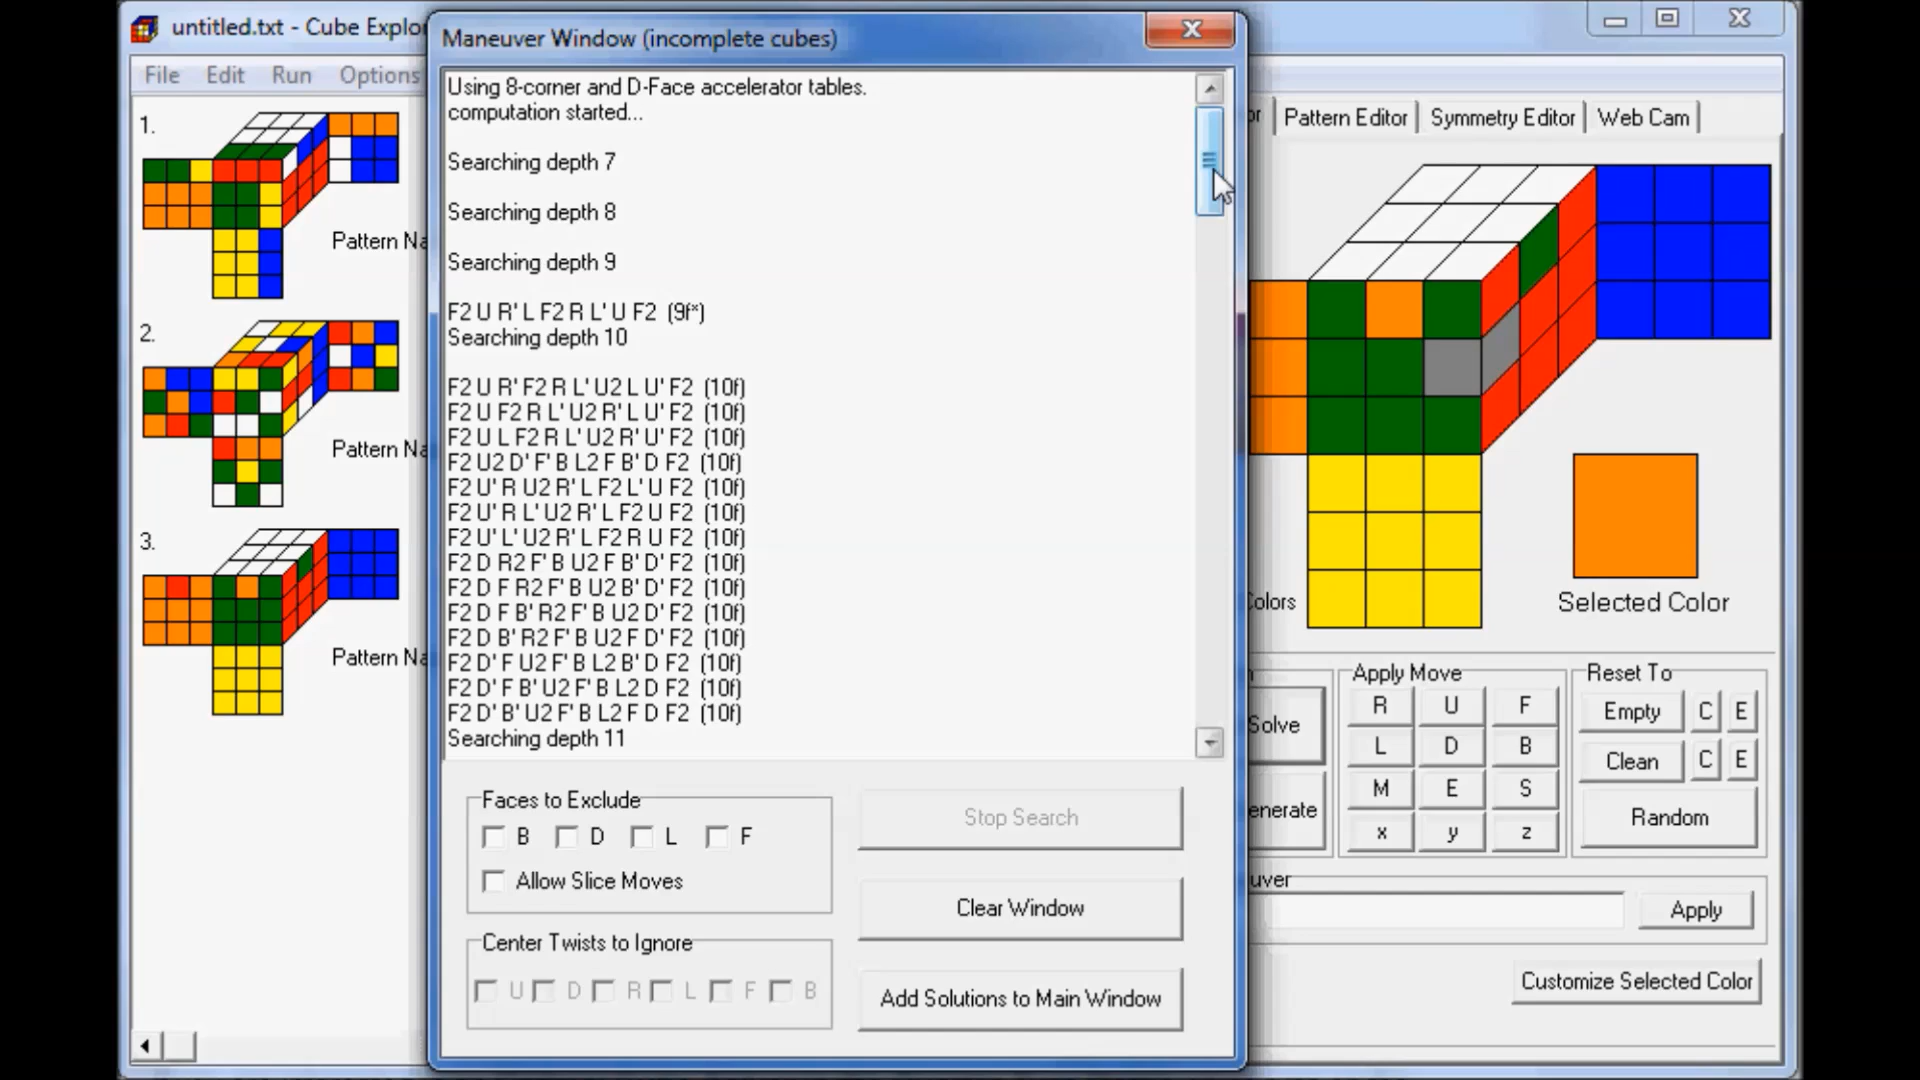 untitled.txt - Cube Explo
File Edit Run Options
1.
Pattern Na
2.
Pattern Na
3.
Pattern Na
Maneuver Window (incomplete cubes)
Using 8-corner and D-Face accelerator tables.
computation started...
Searching depth 7
Searching depth 8
Searching depth 9
F2 U R' L F2 R L' U F2 (9f*)
Searching depth 10
F2 U R' F2 R L' U2 L U' F2 (10f)
F2 U F2 R L' U2 R' L U' F2 (10f)
F2 U L F2 R L' U2 R' U' F2 (10f)
F2 U2 D' F' B L2 F B' D F2 (10f)
F2 U' R U2 R' L F2 L' U F2 (10f)
F2 U' R L' U2 R' L F2 U F2 (10f)
F2 U' L' U2 R' L F2 R U F2 (10f)
F2 D R2 F' B U2 F B' D' F2 (10f)
F2 D F R2 F' B U2 B' D' F2 (10f)
F2 D F B' R2 F' B U2 D' F2 (10f)
F2 D B' R2 F' B U2 F D' F2 (10f)
F2 D' F U2 F' B L2 B' D F2 (10f)
F2 D' F B' U2 F' B L2 D F2 (10f)
F2 D' B' U2 F' B L2 F D F2 (10f)
Searching depth 11
Faces to Exclude
B D L F
Allow Slice Moves
Center Twists to Ignore
U D R L F B
Stop Search
Clear Window
Add Solutions to Main Window
or Pattern Editor Symmetry Editor Web Cam
Colors
Selected Color
n
Solve
enerate
Apply Move
R U F
L D B
M E S
x y z
Reset To
Empty C E
Clean C E
Random
uver
Apply
Customize Selected Color